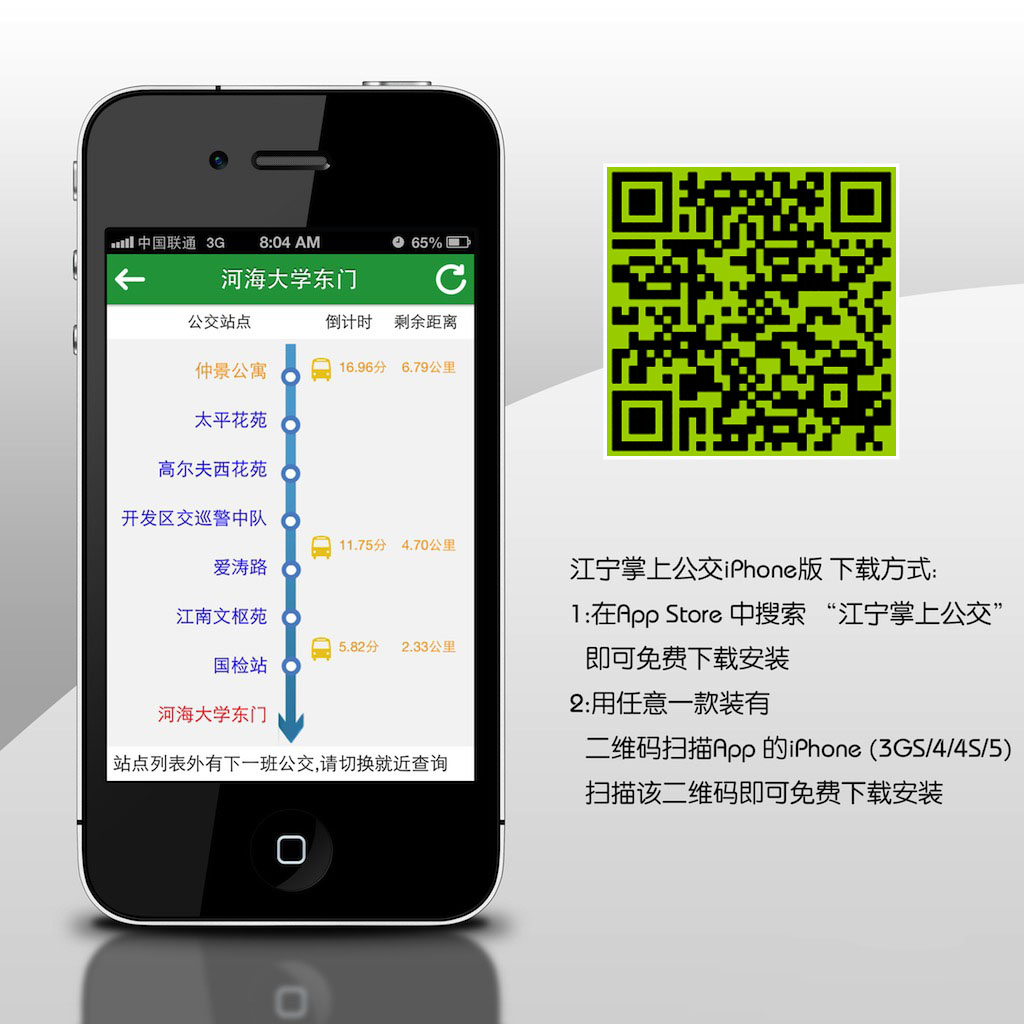 中国联通 3G 8:04 AM 65%
河海大学东门
公交站点 倒计时 剩余距离
仲景公寓 16.96分 6.79公里
太平花苑
高尔夫西花苑
开发区交巡警中队
11.75分 4.70公里
爱涛路
江南文枢苑
5.82分 2.33公里
国检站
河海大学东门
站点列表外有下一班公交,请切换就近查询
江宁掌上公交iPhone版 下载方式:
1:在App Store 中搜索 “江宁掌上公交”
即可免费下载安装
2:用任意一款装有
二维码扫描App 的iPhone (3GS/4/4S/5)
扫描该二维码即可免费下载安装